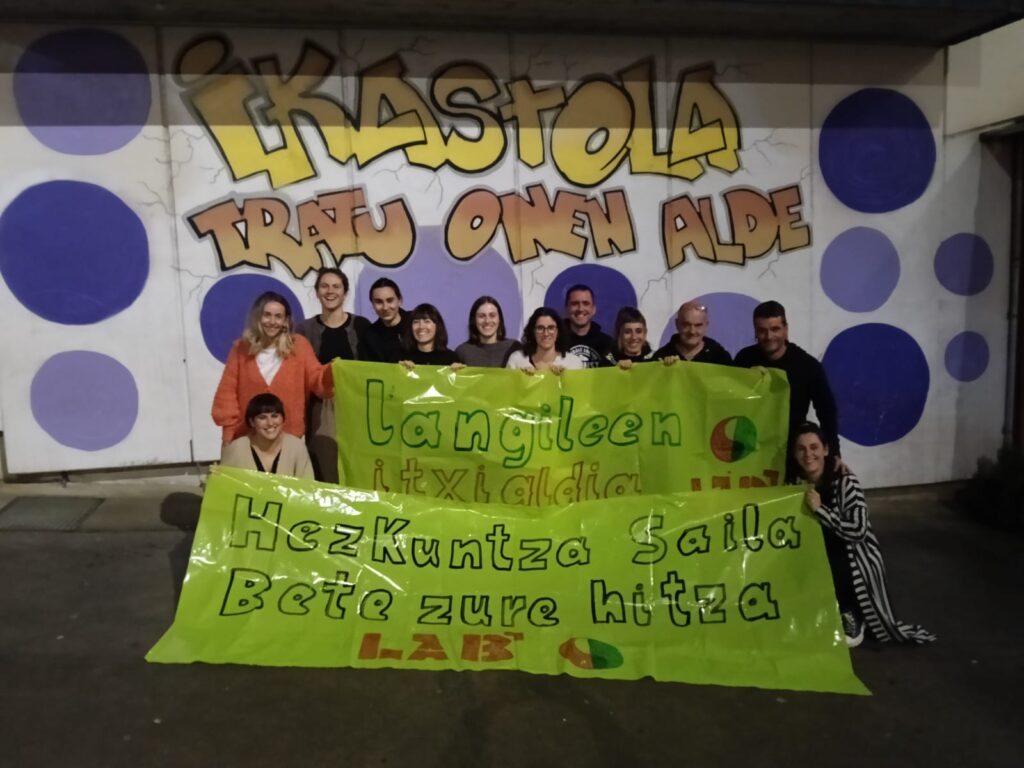 iKASTOLA
TRATU ONEN ALDE
Langileen
itxialdia
HezKuntza Saila
Bete zure hitza
LAB